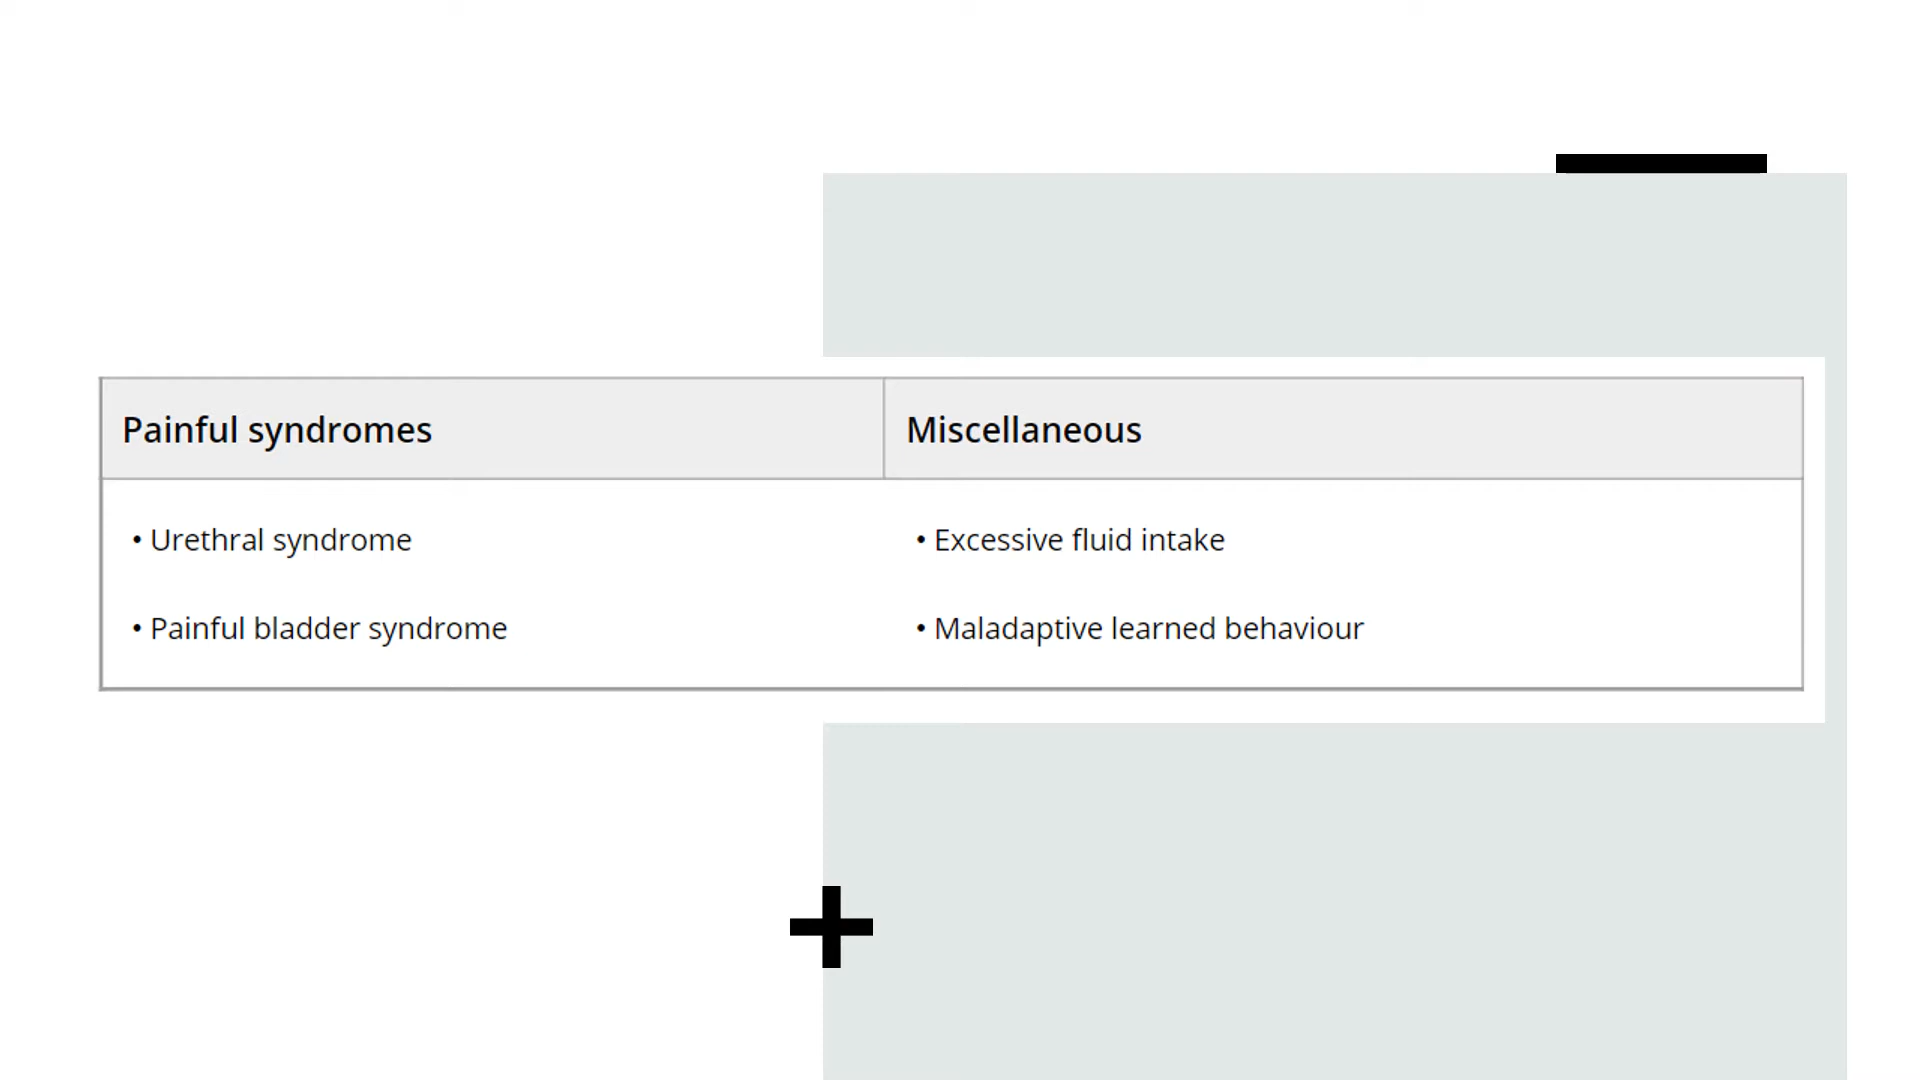 Painful syndromes
Miscellaneous
• Urethral syndrome
• Excessive fluid intake
• Painful bladder syndrome
• Maladaptive learned behaviour